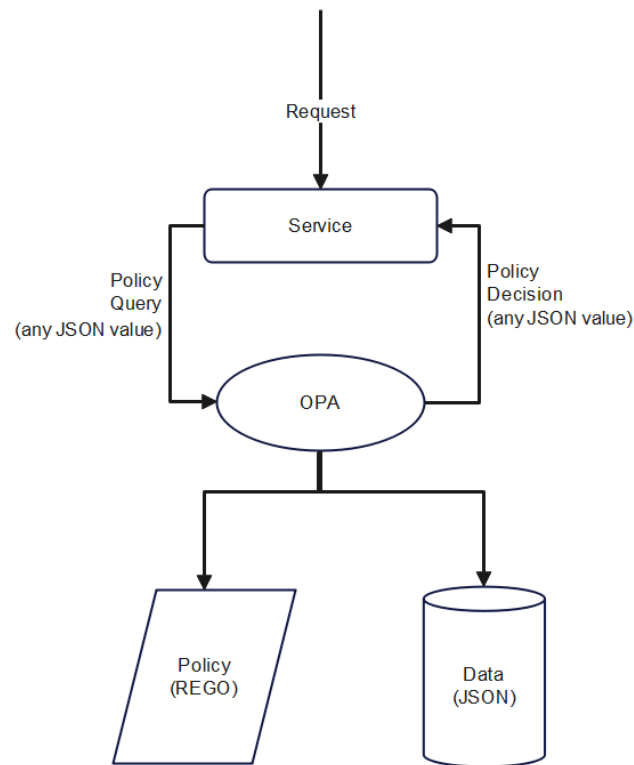 Request
Service
Policy
Query
(any JSON value)
Policy
Decision
(any JSON value)
OPA
Policy
(REGO)
Data
(JSON)